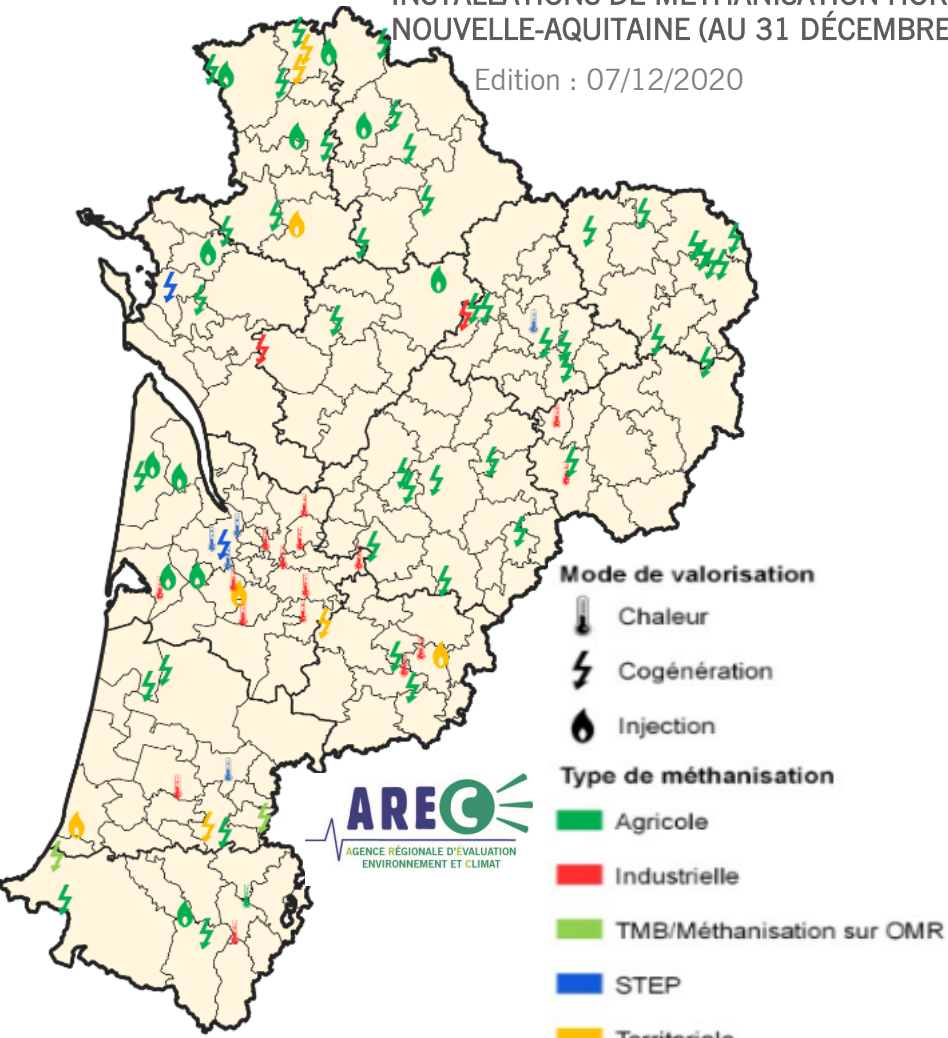 NOUVELLE-AQUITAINE (AU 31 DÉCEMBRE
Edition : 07/12/2020
Mode de valorisation
Chaleur
Cogénération
Injection
Type de méthanisation
Agricole
Industrielle
TMB/Méthanisation sur OMR
STEP
AREC
AGENCE RÉGIONALE D'ÉVALUATION
ENVIRONNEMENT ET CLIMAT